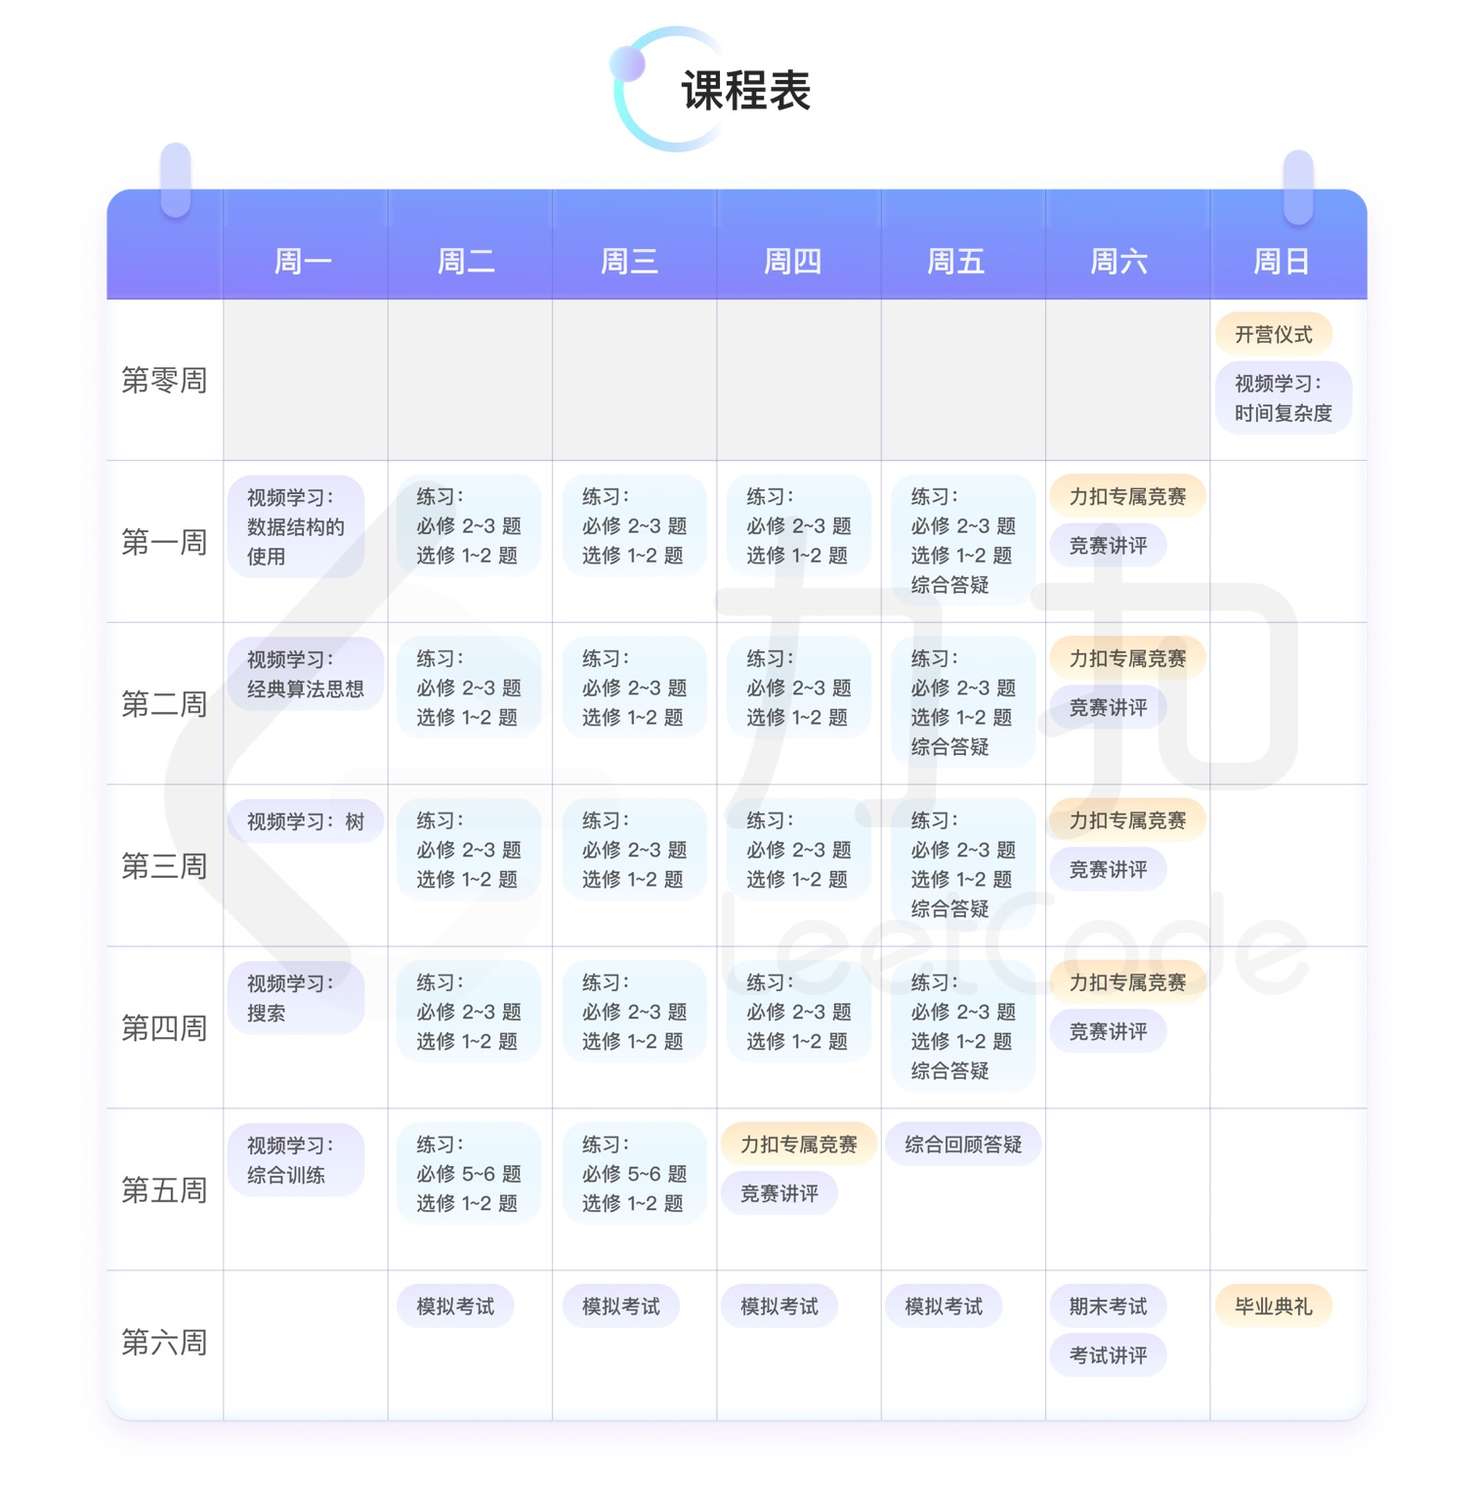 课程表
周一 周二 周三 周四 周五 周六 周日
第零周
开营仪式
视频学习：
时间复杂度
第一周
视频学习：
数据结构的
使用
练习：
必修 2~3 题
选修 1~2 题
练习：
必修 2~3 题
选修 1~2 题
练习：
必修 2~3 题
选修 1~2 题
练习：
必修 2~3 题
选修 1~2 题
综合答疑
力扣专属竞赛
竞赛讲评
第二周
视频学习：
经典算法思想
练习：
必修 2~3 题
选修 1~2 题
练习：
必修 2~3 题
选修 1~2 题
练习：
必修 2~3 题
选修 1~2 题
练习：
必修 2~3 题
选修 1~2 题
综合答疑
力扣专属竞赛
竞赛讲评
第三周
视频学习：树
练习：
必修 2~3 题
选修 1~2 题
练习：
必修 2~3 题
选修 1~2 题
练习：
必修 2~3 题
选修 1~2 题
练习：
必修 2~3 题
选修 1~2 题
综合答疑
力扣专属竞赛
竞赛讲评
第四周
视频学习：
搜索
练习：
必修 2~3 题
选修 1~2 题
练习：
必修 2~3 题
选修 1~2 题
练习：
必修 2~3 题
选修 1~2 题
练习：
必修 2~3 题
选修 1~2 题
综合答疑
力扣专属竞赛
竞赛讲评
第五周
视频学习：
综合训练
练习：
必修 5~6 题
选修 1~2 题
练习：
必修 5~6 题
选修 1~2 题
力扣专属竞赛
竞赛讲评
综合回顾答疑
第六周
模拟考试
模拟考试
模拟考试
模拟考试
期末考试
考试讲评
毕业典礼
力扣
LeetCode